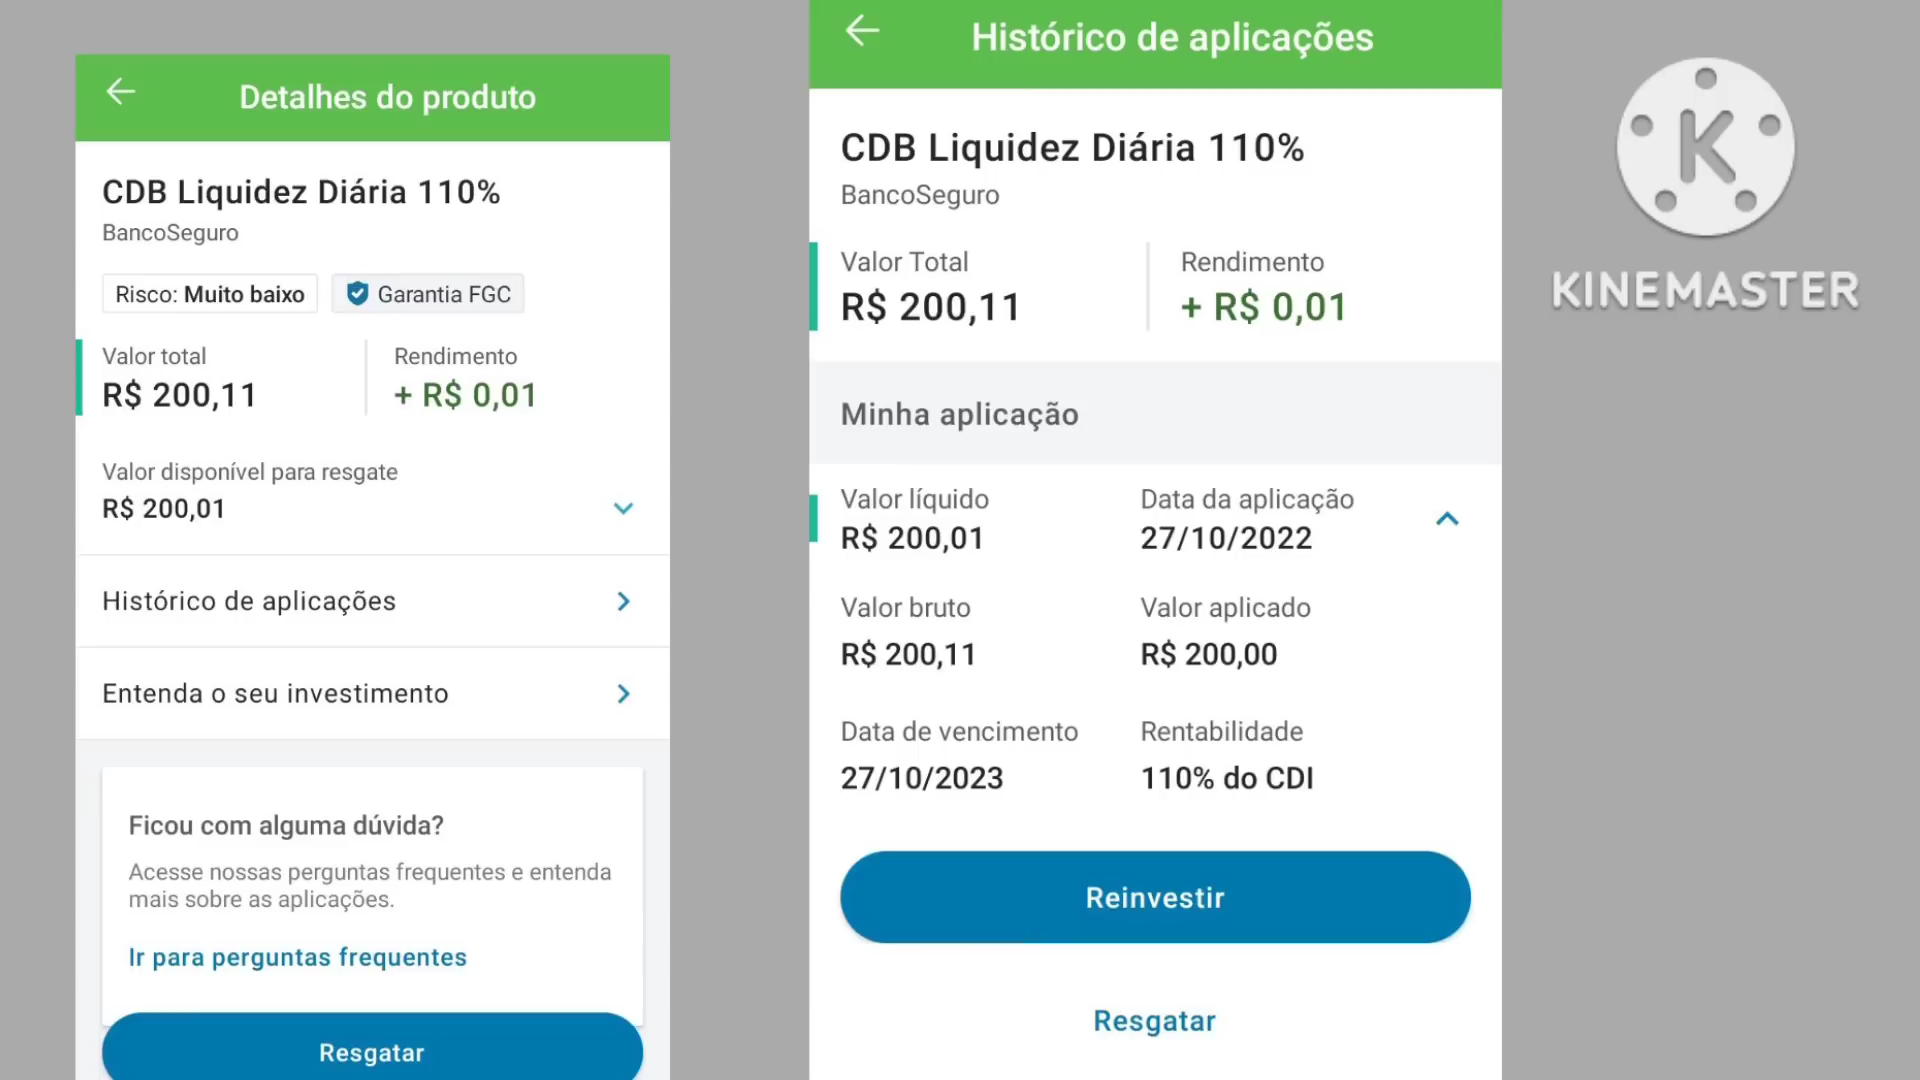 Detalhes do produto
CDB Liquidez Diária 110%
BancoSeguro
Risco: Muito baixo
Garantia FGC
Valor total
R$ 200,11
Rendimento
+ R$ 0,01
Valor disponível para resgate
R$ 200,01
Histórico de aplicações
Entenda o seu investimento
Ficou com alguma dúvida?
Acesse nossas perguntas frequentes e entenda
mais sobre as aplicações.
Ir para perguntas frequentes
Resgatar
Histórico de aplicações
CDB Liquidez Diária 110%
BancoSeguro
Valor Total
R$ 200,11
Rendimento
+ R$ 0,01
Minha aplicação
Valor líquido
R$ 200,01
Data da aplicação
27/10/2022
Valor bruto
R$ 200,11
Valor aplicado
R$ 200,00
Data de vencimento
27/10/2023
Rentabilidade
110% do CDI
Reinvestir
Resgatar
K
KINEMASTER